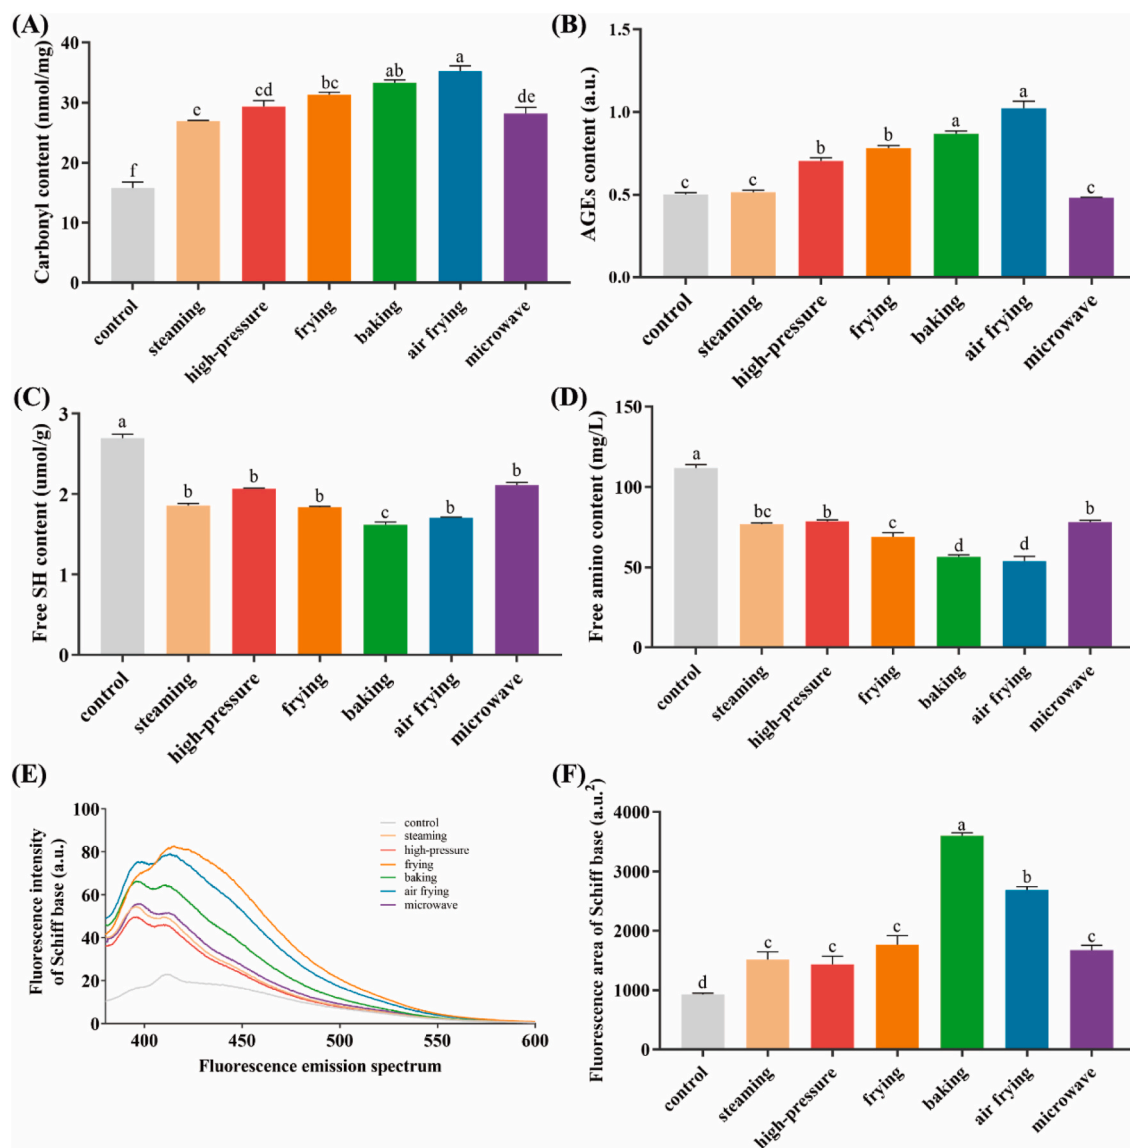 (A)
Carbonyl content (nmol/mg)
40
30
20
10
0
f
e
cd
bc
ab
a
de
control
steaming
high-pressure
frying
baking
air frying
microwave
(B)
AGEs content (a.u.)
1.5
1.0
0.5
0.0
c
c
b
b
a
a
c
control
steaming
high-pressure
frying
baking
air frying
microwave
(C)
Free SH content (umol/g)
3
2
1
0
a
b
b
b
c
b
b
control
steaming
high-pressure
frying
baking
air frying
microwave
(D)
Free amino content (mg/L)
150
100
50
0
a
bc
b
c
d
d
b
control
steaming
high-pressure
frying
baking
air frying
microwave
(E)
Fluorescence intensity
of Schiff base (a.u.)
100
80
60
40
20
0
control
steaming
high-pressure
frying
baking
air frying
microwave
400
450
500
550
600
Fluorescence emission spectrum
(F)
Fluorescence area of Schiff base (a.u.²)
4000
3000
2000
1000
0
d
c
c
c
a
b
c
control
steaming
high-pressure
frying
baking
air frying
microwave